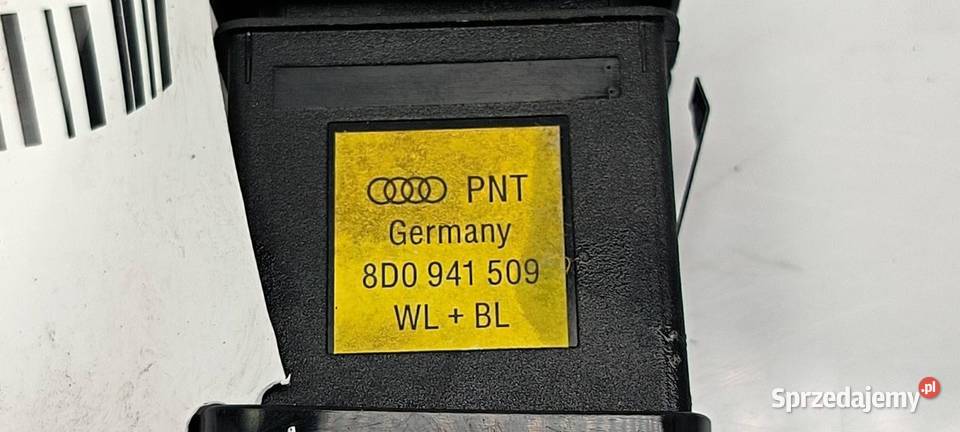 PNT
Germany
8D0 941 509
WL + BL
Sprzedajemy.pl